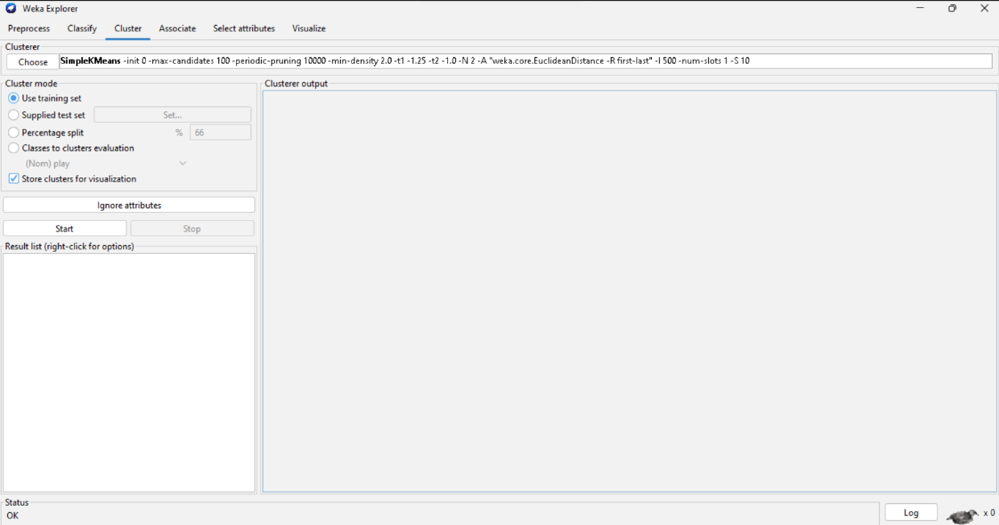 Weka Explorer
Preprocess Classify Cluster Associate Select attributes Visualize
Clusterer
Choose SimpleKMeans -init 0 -max-candidates 100 -periodic-pruning 10000 -min-density 2.0 -t1 -1.25 -t2 -1.0 -N 2 -A "weka.core.EuclideanDistance -R first-last" -I 500 -num-slots 1 -S 10
Cluster mode
Use training set
Supplied test set Set...
Percentage split % 66
Classes to clusters evaluation
(Nom) play
Store clusters for visualization
Ignore attributes
Start Stop
Result list (right-click for options)
Clusterer output
Status
OK
Log x 0